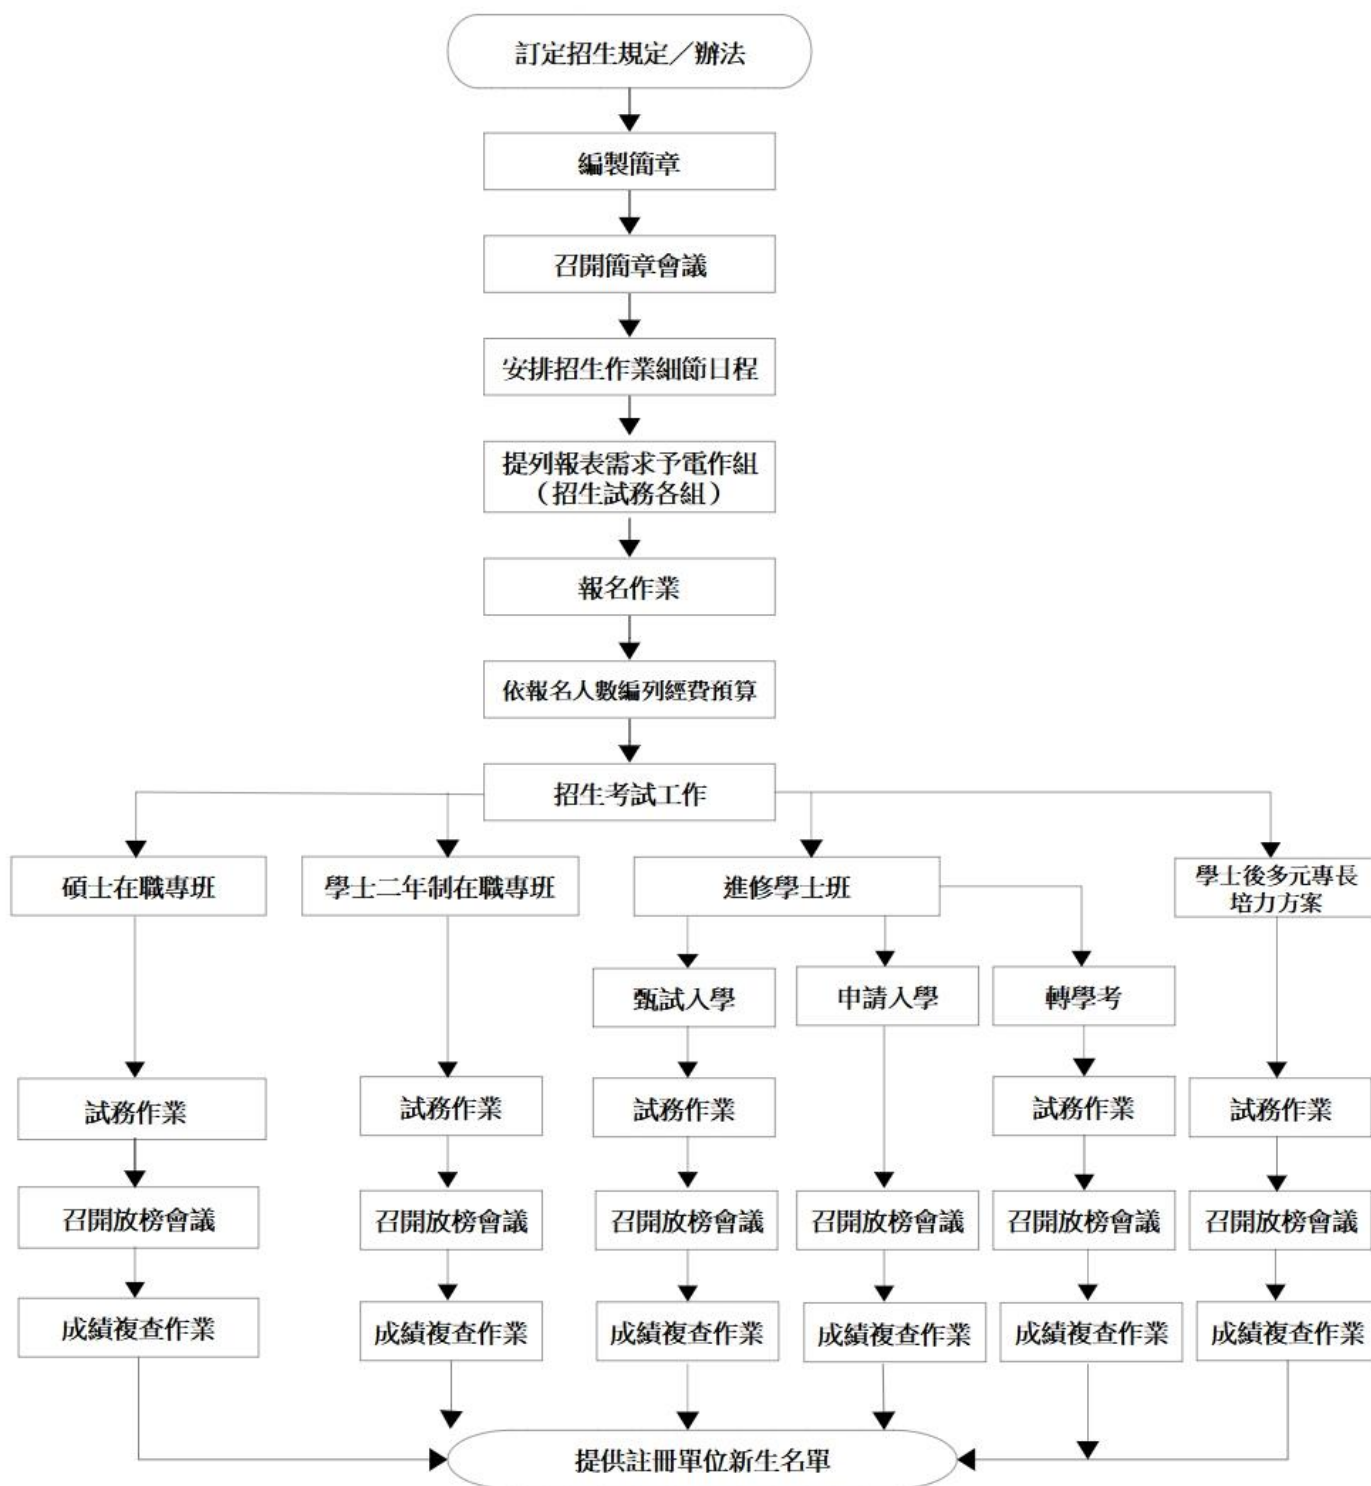 訂定招生規定／辦法
編製簡章
召開簡章會議
安排招生作業細節日程
提列報表需求予電作組
（招生試務各組）
報名作業
依報名人數編列經費預算
招生考試工作
碩士在職專班
學士二年制在職專班
進修學士班
學士後多元專長
培力方案
甄試入學
申請入學
轉學考
試務作業
試務作業
試務作業
試務作業
試務作業
召開放榜會議
召開放榜會議
召開放榜會議
召開放榜會議
召開放榜會議
召開放榜會議
成績複查作業
成績複查作業
成績複查作業
成績複查作業
成績複查作業
成績複查作業
提供註冊單位新生名單